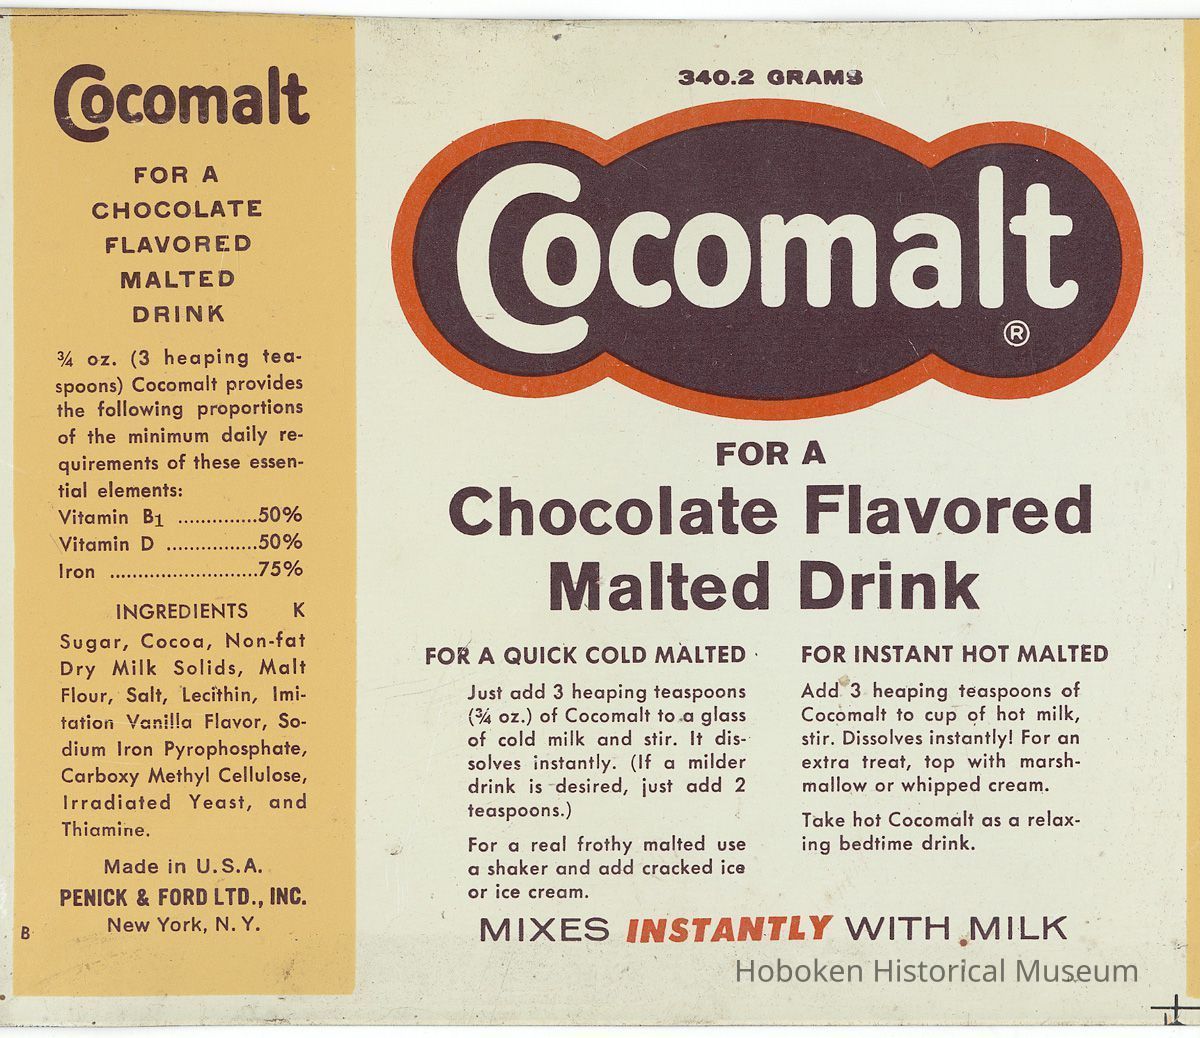 Cocomalt
FOR A
CHOCOLATE
FLAVORED
MALTED
DRINK
¾ oz. (3 heaping tea-
spoons) Cocomalt provides
the following proportions
of the minimum daily re-
quirements of these essen-
tial elements:
Vitamin B1 ..............50%
Vitamin D ................50%
Iron ..........................75%
INGREDIENTS K
Sugar, Cocoa, Non-fat
Dry Milk Solids, Malt
Flour, Salt, Lecithin, Imi-
tation Vanilla Flavor, So-
dium Iron Pyrophosphate,
Carboxy Methyl Cellulose,
Irradiated Yeast, and
Thiamine.
Made in U.S.A.
PENICK & FORD LTD., INC.
New York, N. Y.
B
340.2 GRAMS
Cocomalt
®
FOR A
Chocolate Flavored
Malted Drink
FOR A QUICK COLD MALTED
Just add 3 heaping teaspoons
(¾ oz.) of Cocomalt to a glass
of cold milk and stir. It dis-
solves instantly. (If a milder
drink is desired, just add 2
teaspoons.)
For a real frothy malted use
a shaker and add cracked ice
or ice cream.
FOR INSTANT HOT MALTED
Add 3 heaping teaspoons of
Cocomalt to cup of hot milk,
stir. Dissolves instantly! For an
extra treat, top with marsh-
mallow or whipped cream.
Take hot Cocomalt as a relax-
ing bedtime drink.
MIXES INSTANTLY WITH MILK
Hoboken Historical Museum